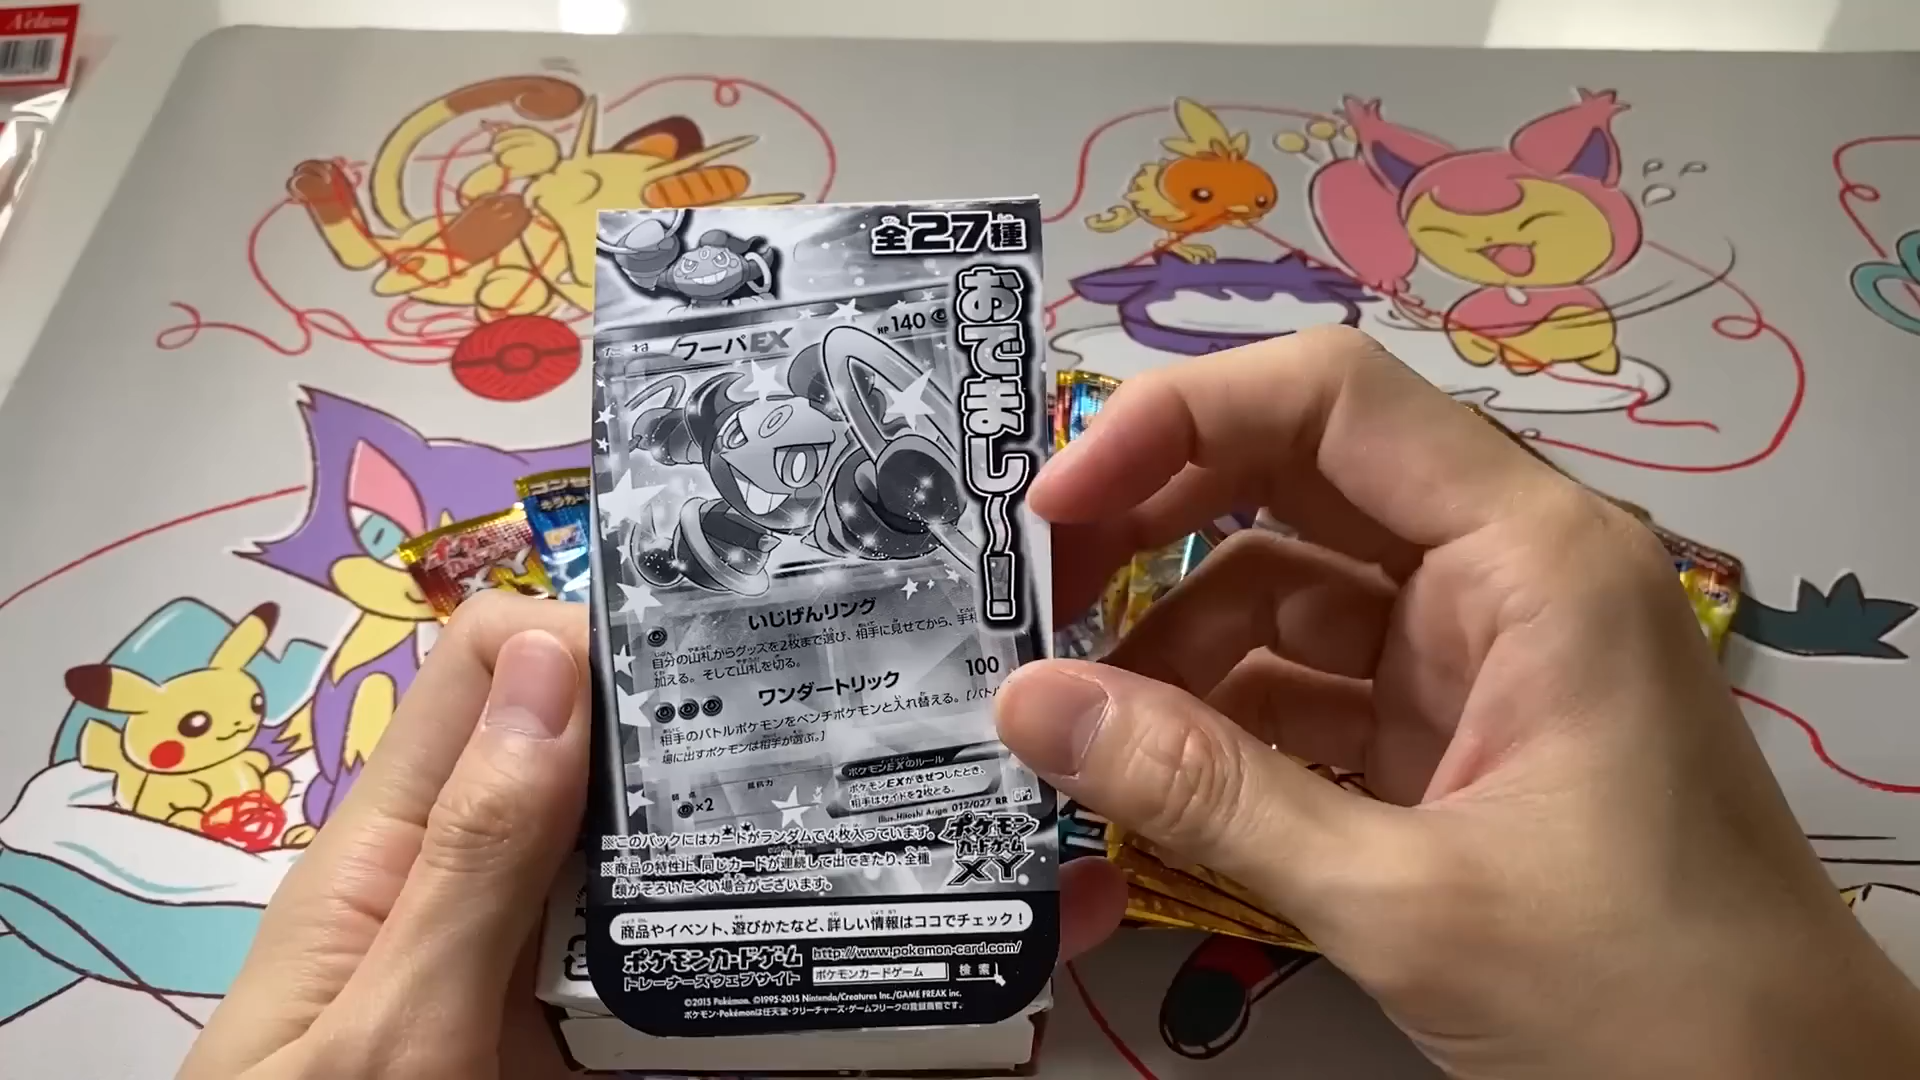 全27種
おでまし～!
たね フーパEX HP140
いじげんリング
自分の山札からグッズを2枚まで選び、相手に見せてから、手札
加える。そして山札を切る。
ワンダートリック 100
相手のバトルポケモンをベンチポケモンと入れ替える。[バトル
場に出すポケモンは相手が選ぶ。]
弱点 抵抗力
×2
ポケモンEXのルール
ポケモンEXがきぜつしたとき、
相手はサイドを2枚とる。
illus.Hitoshi Ariga 012/027 RR
※このパックにはカードがランダムで4枚入っています。
※商品の特性上、同じカードが連続して出てきたり、全種
類がそろいにくい場合がございます。
ポケモン
カードゲーム
XY
商品やイベント、遊びかたなど、詳しい情報はココでチェック!
ポケモンカードゲーム
トレーナーズウェブサイト
http://www.pokemon-card.com/
ポケモンカードゲーム 検索
©2015 Pokémon. ©1995-2015 Nintendo/Creatures Inc./GAME FREAK inc.
ポケモン・Pokémonは任天堂・クリーチャーズ・ゲームフリークの登録商標です。